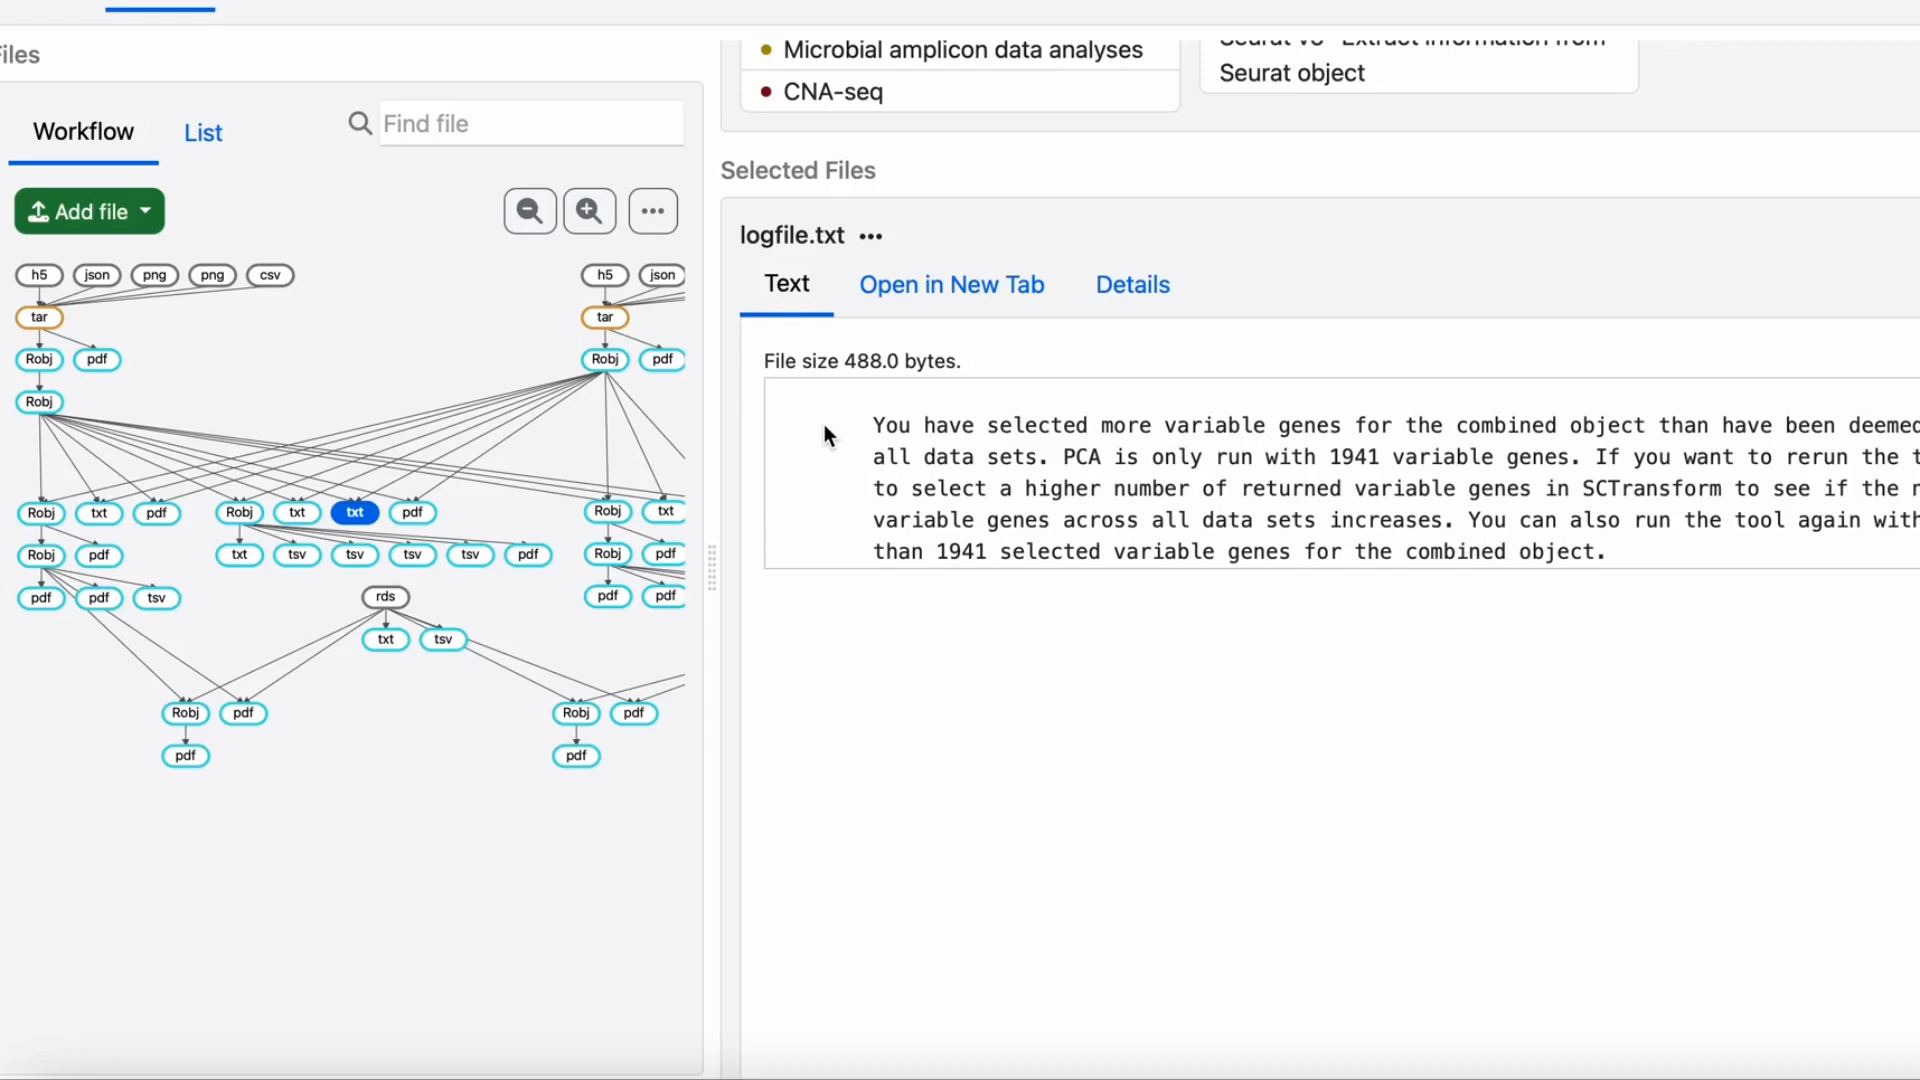 Files
Workflow
List
Find file
Add file
h5 json png png csv h5 json
tar tar
Robj pdf Robj pdf
Robj
Robj txt pdf Robj txt txt pdf Robj txt
Robj pdf txt tsv tsv tsv tsv pdf Robj pdf
pdf pdf tsv rds pdf pdf
txt tsv
Robj pdf Robj pdf
pdf pdf
Microbial amplicon data analyses
CNA-seq
Seurat object
Selected Files
logfile.txt
Text
Open in New Tab
Details
File size 488.0 bytes.
You have selected more variable genes for the combined object than have been deemed
all data sets. PCA is only run with 1941 variable genes. If you want to rerun the
to select a higher number of returned variable genes in SCTransform to see if the
variable genes across all data sets increases. You can also run the tool again with
than 1941 selected variable genes for the combined object.